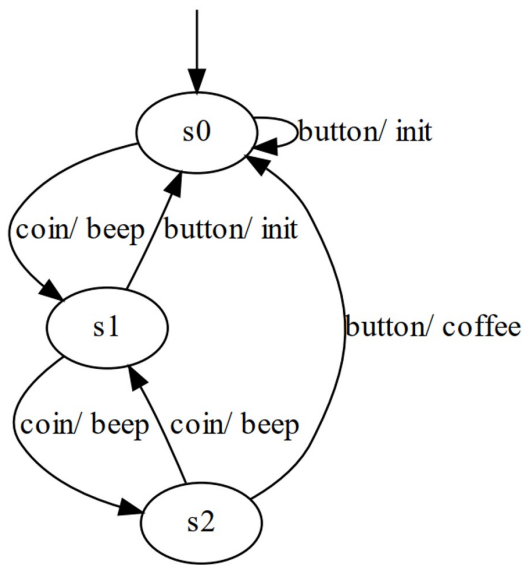 s0
button/ init
coin/ beep
button/ init
s1
button/ coffee
coin/ beep
coin/ beep
s2